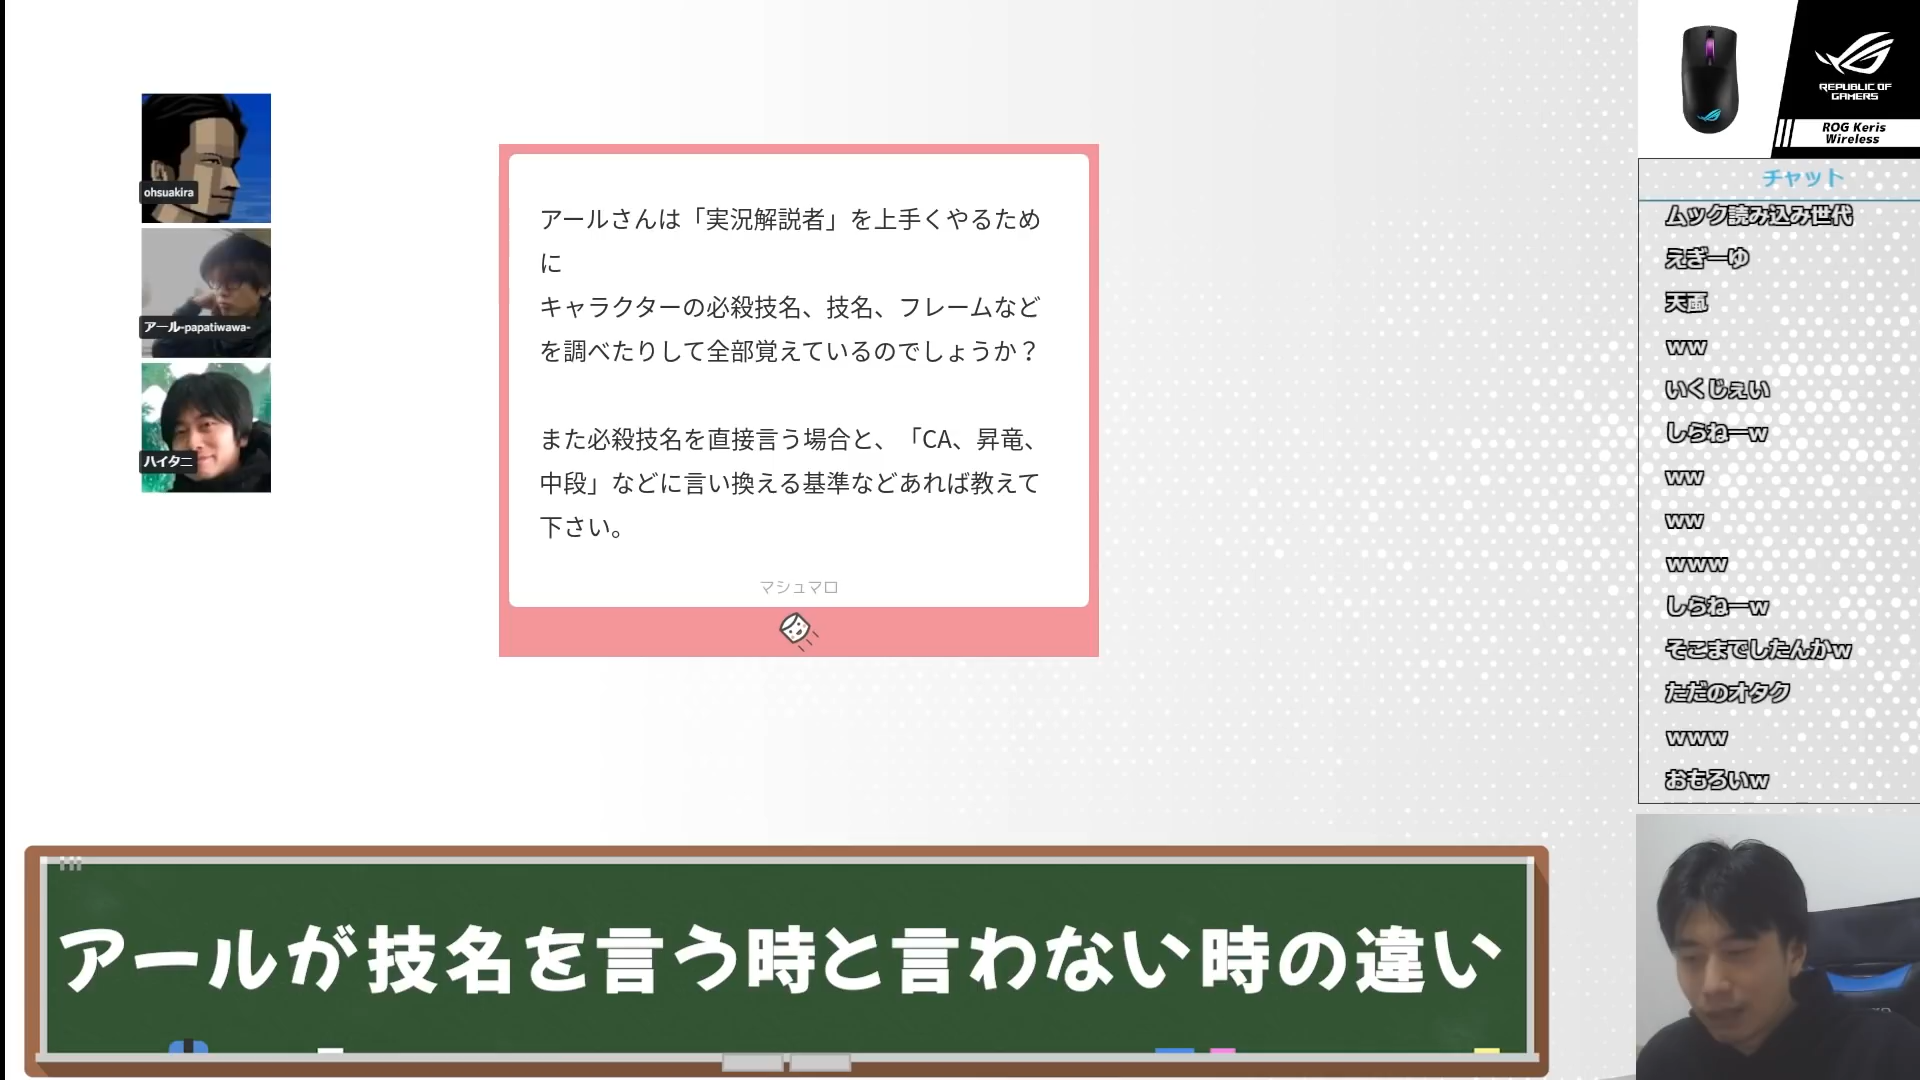 ohsuakira
アール-papatiwawa-
ハイタニ
アールさんは「実況解説者」を上手くやるため
に
キャラクターの必殺技名、技名、フレームなど
を調べたりして全部覚えているのでしょうか？
また必殺技名を直接言う場合と、「CA、昇竜、
中段」などに言い換える基準などあれば教えて
下さい。
マシュマロ
REPUBLIC OF
GAMERS
ROG Keris
Wireless
チャット
ムック読み込み世代
えぎーゆ
ww
いくじぇい
しらねーw
ww
ww
www
しらねーw
そこまでしたんかw
ただのオタク
www
おもろいw
アールが技名を言う時と言わない時の違い